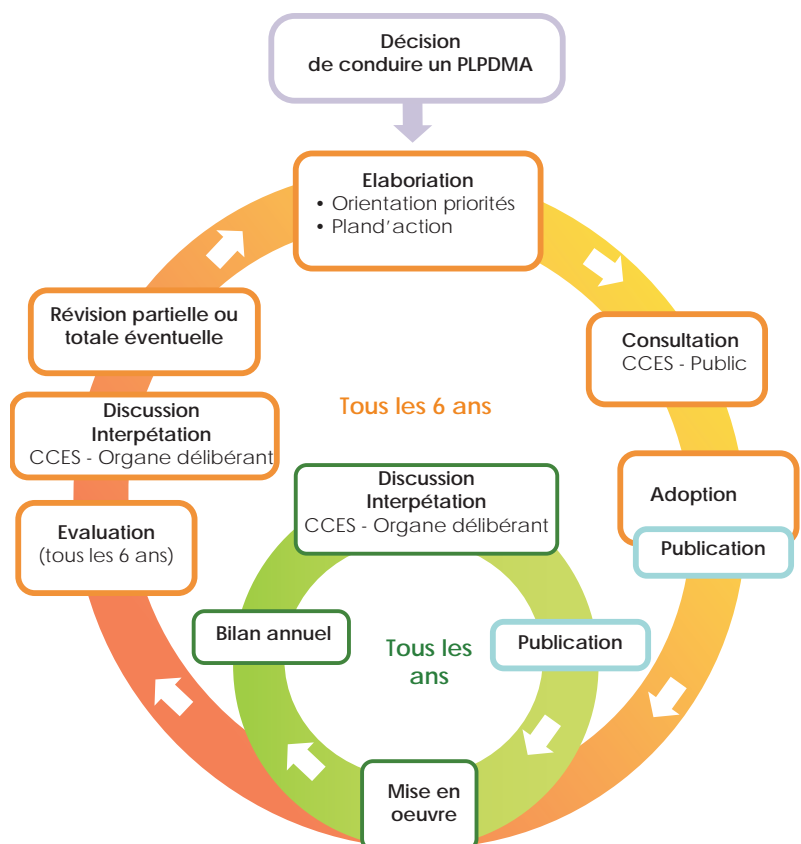 Décision
de conduire un PLPDMA
Elaboriation
• Orientation priorités
• Pland'action
Révision partielle ou
totale éventuelle
Consultation
CCES - Public
Tous les 6 ans
Discussion
Interpétation
CCES - Organe délibérant
Discussion
Interpétation
CCES - Organe délibérant
Adoption
Publication
Evaluation
(tous les 6 ans)
Bilan annuel
Tous les
ans
Publication
Mise en
oeuvre